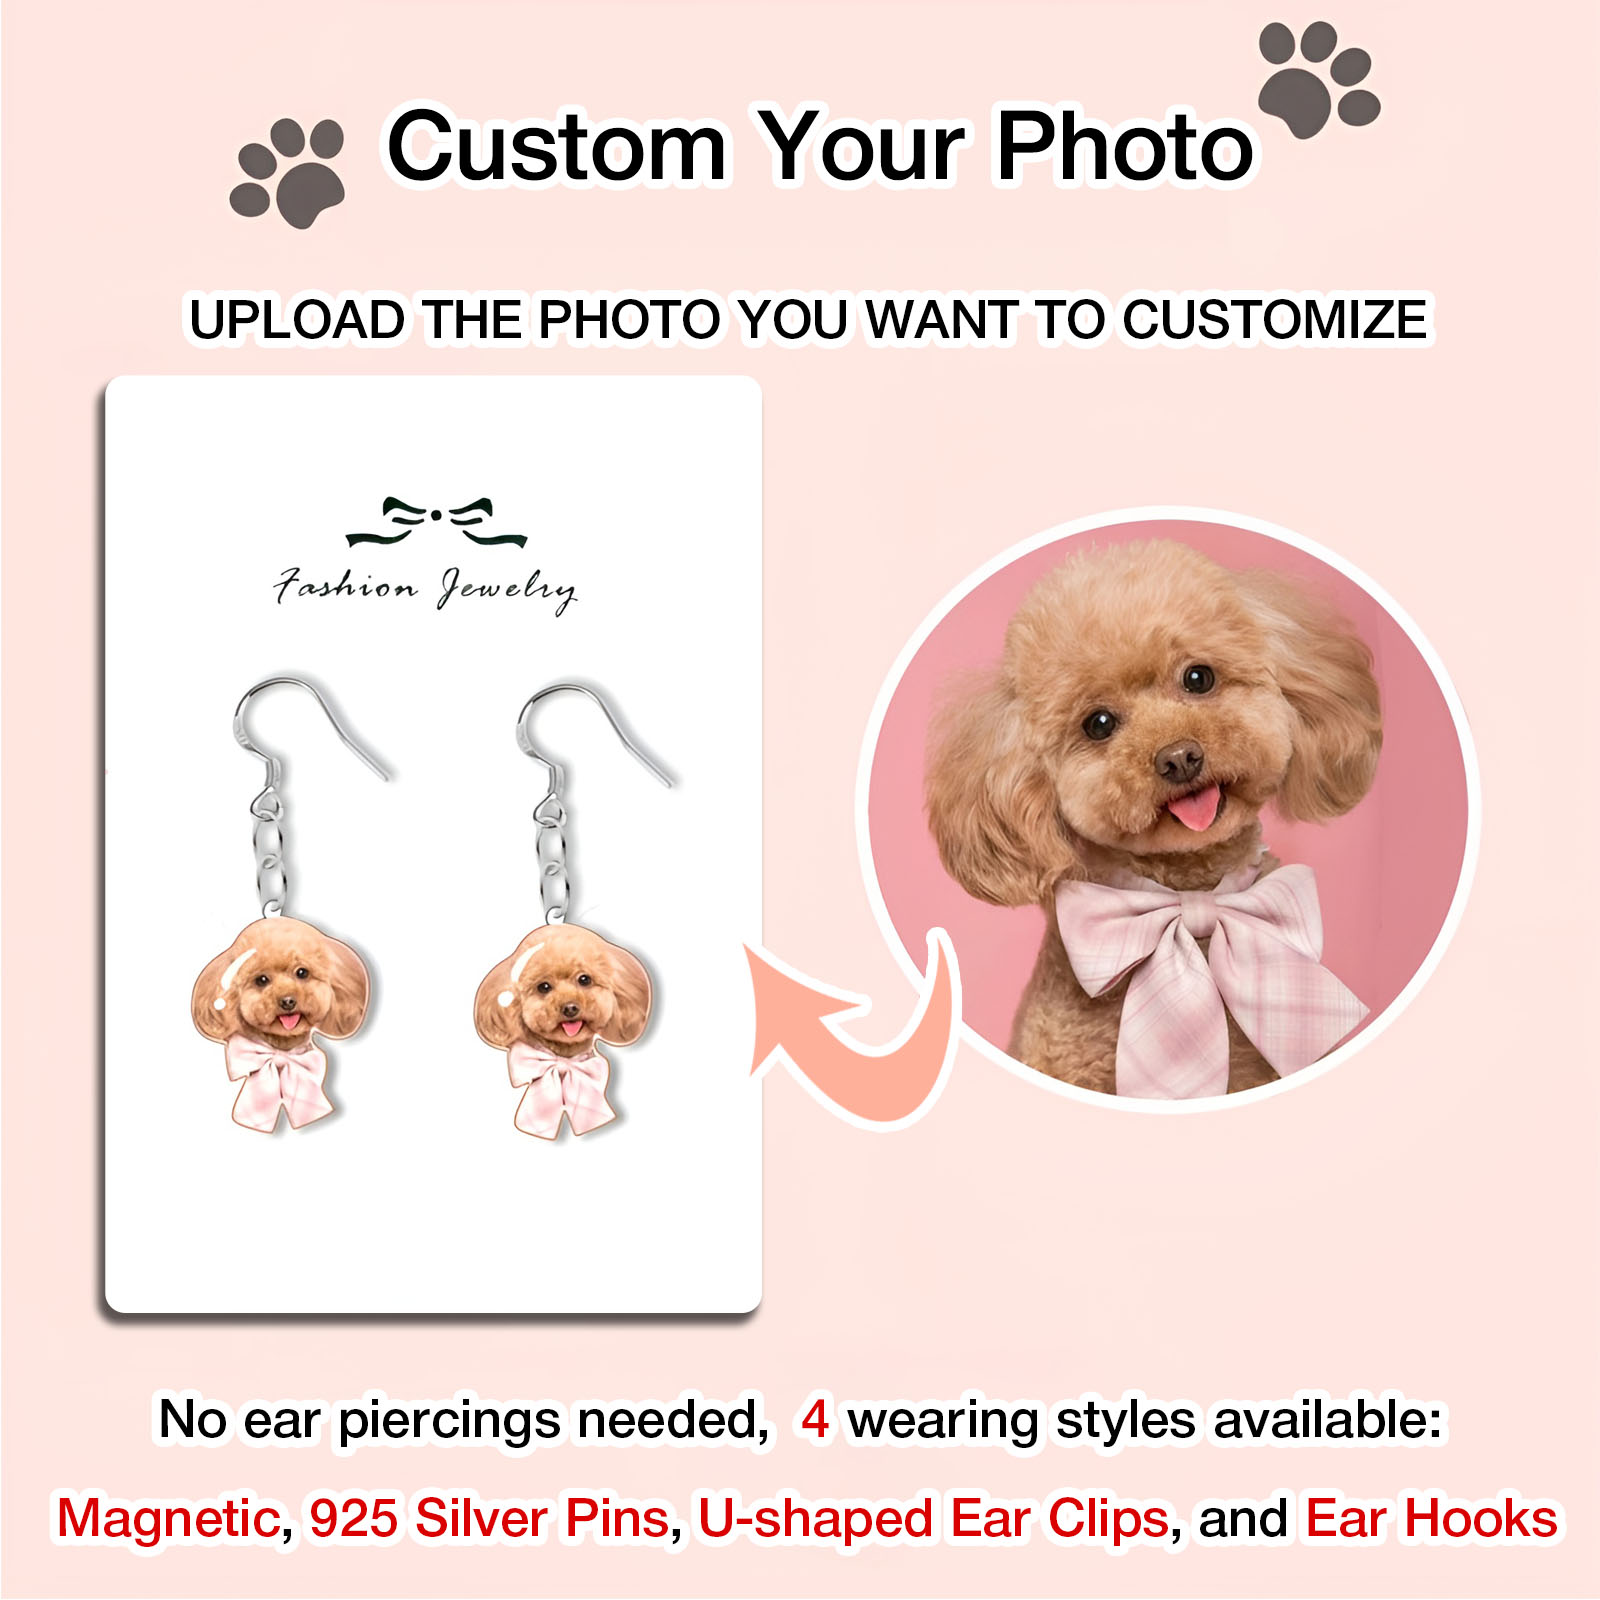 Custom Your Photo
UPLOAD THE PHOTO YOU WANT TO CUSTOMIZE
Fashion Jewelry
No ear piercings needed, 4 wearing styles available:
Magnetic, 925 Silver Pins, U-shaped Ear Clips, and Ear Hooks